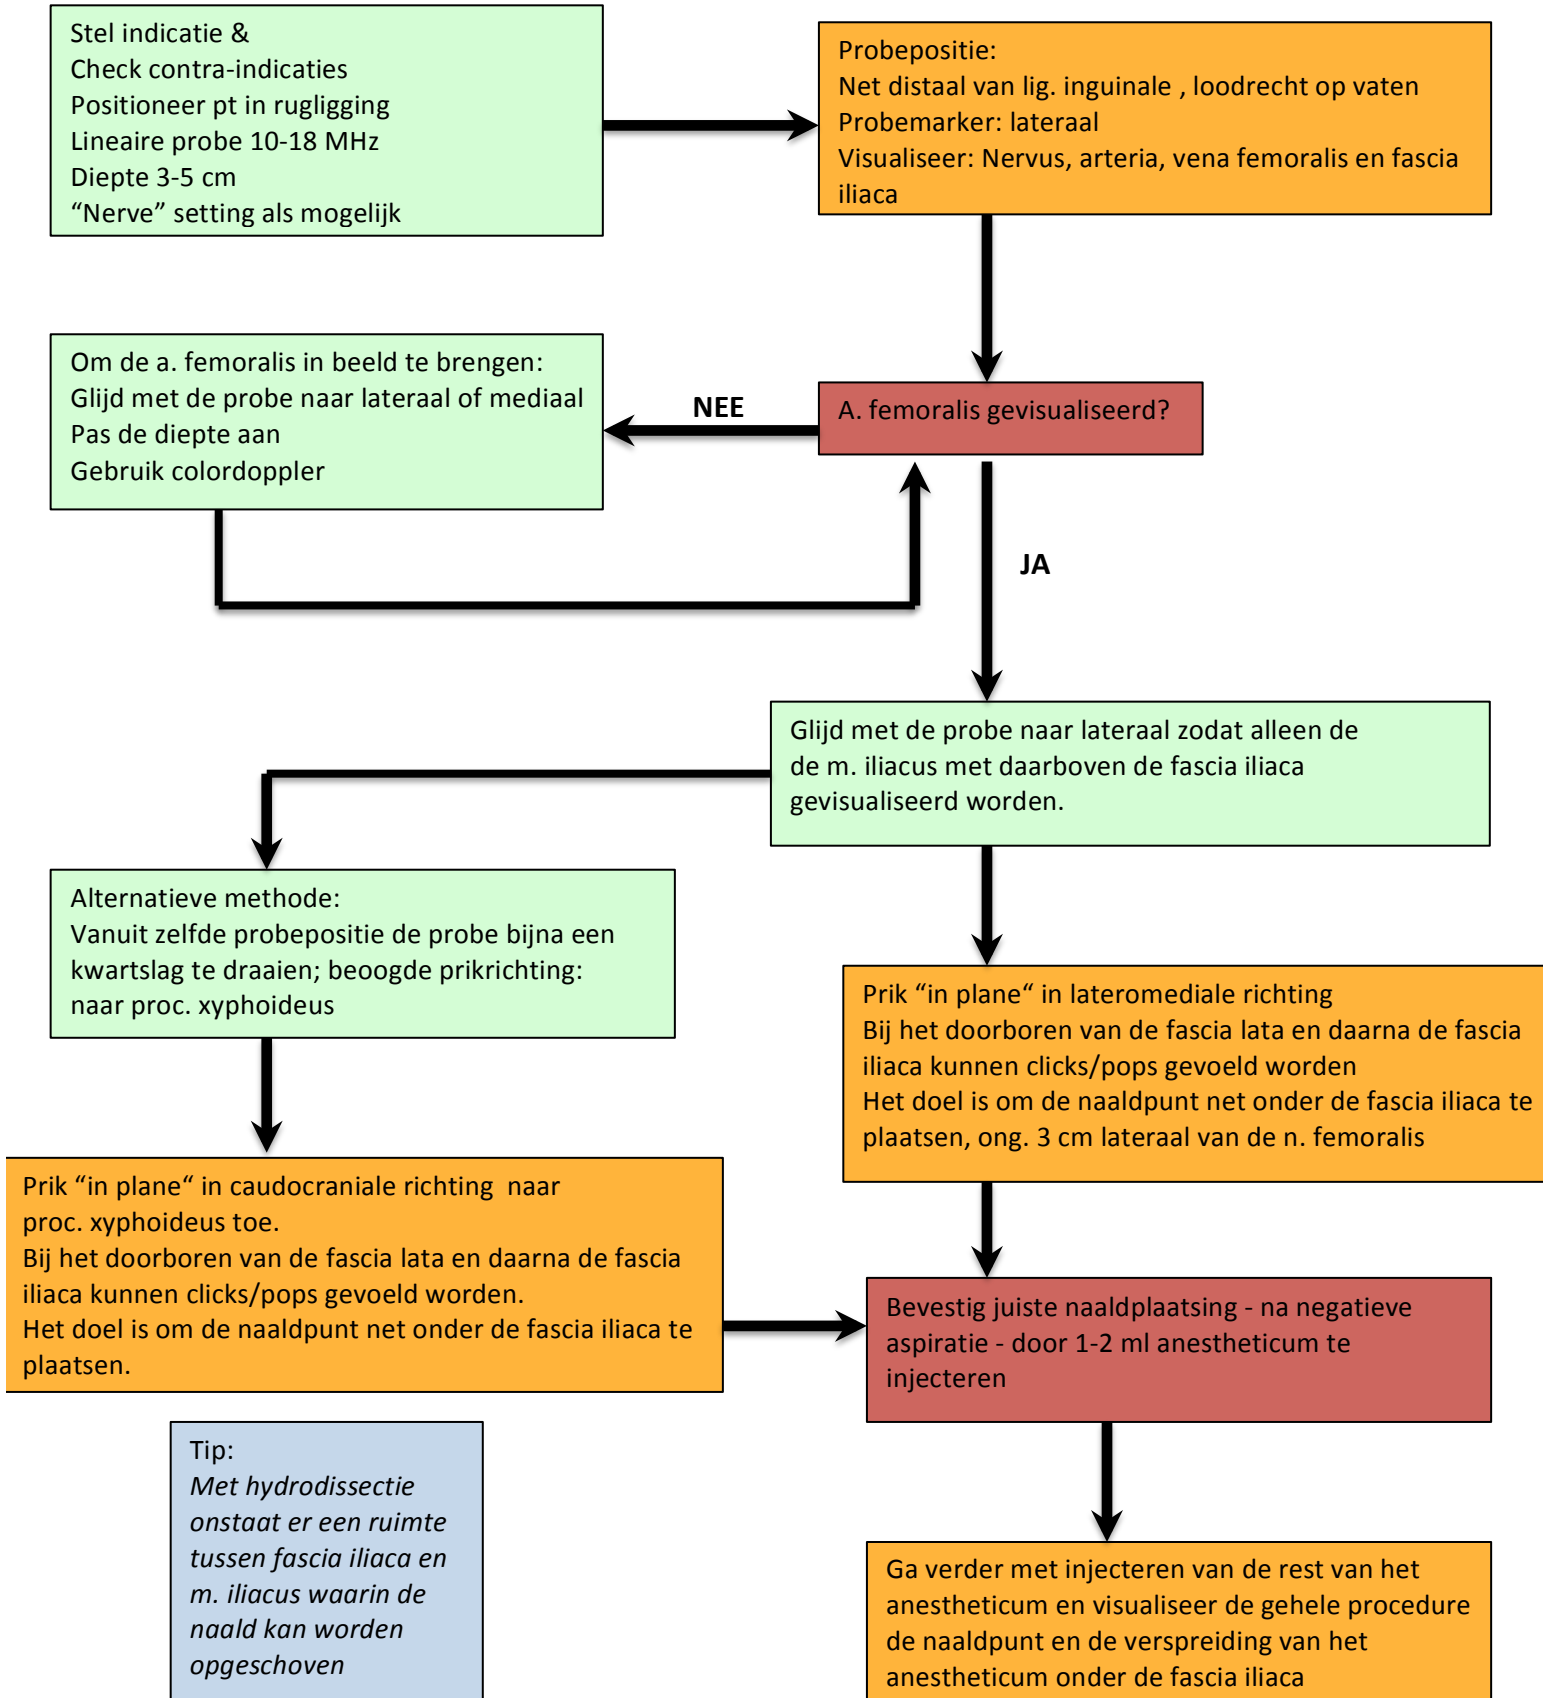 Stel indicatie &
Check contra-indicaties
Positioneer pt in rugligging
Lineaire probe 10-18 MHz
Diepte 3-5 cm
“Nerve” setting als mogelijk
Probepositie:
Net distaal van lig. inguinale , loodrecht op vaten
Probemarker: lateraal
Visualiseer: Nervus, arteria, vena femoralis en fascia
iliaca
Om de a. femoralis in beeld te brengen:
Glijd met de probe naar lateraal of mediaal
Pas de diepte aan
Gebruik colordoppler
NEE
A. femoralis gevisualiseerd?
JA
Glijd met de probe naar lateraal zodat alleen de
de m. iliacus met daarboven de fascia iliaca
gevisualiseerd worden.
Alternatieve methode:
Vanuit zelfde probepositie de probe bijna een
kwartslag te draaien; beoogde prikrichting:
naar proc. xyphoideus
Prik “in plane“ in lateromediale richting
Bij het doorboren van de fascia lata en daarna de fascia
iliaca kunnen clicks/pops gevoeld worden
Het doel is om de naaldpunt net onder de fascia iliaca te
plaatsen, ong. 3 cm lateraal van de n. femoralis
Prik “in plane“ in caudocraniale richting naar
proc. xyphoideus toe.
Bij het doorboren van de fascia lata en daarna de fascia
iliaca kunnen clicks/pops gevoeld worden.
Het doel is om de naaldpunt net onder de fascia iliaca te
plaatsen.
Bevestig juiste naaldplaatsing - na negatieve
aspiratie - door 1-2 ml anestheticum te
injecteren
Tip:
Met hydrodissectie
onstaat er een ruimte
tussen fascia iliaca en
m. iliacus waarin de
naald kan worden
opgeschoven
Ga verder met injecteren van de rest van het
anestheticum en visualiseer de gehele procedure
de naaldpunt en de verspreiding van het
anestheticum onder de fascia iliaca